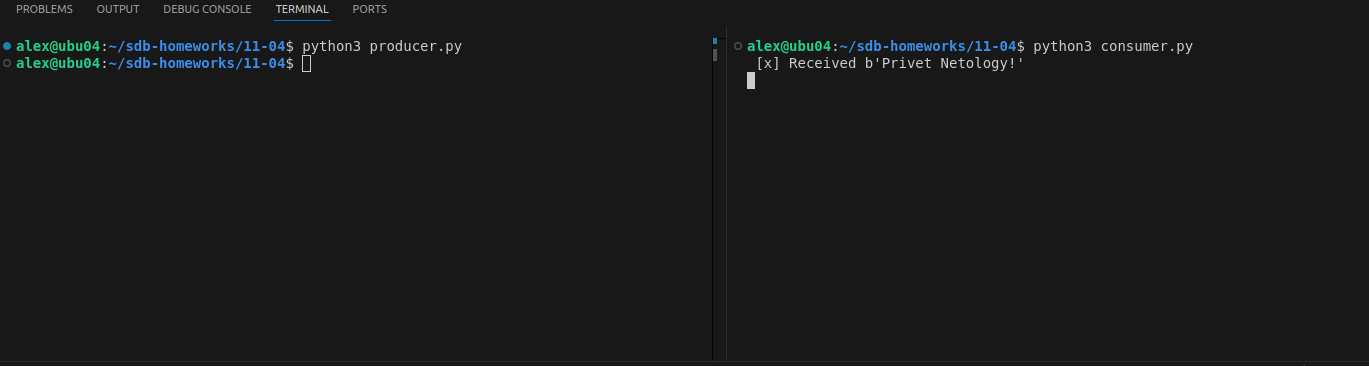 PROBLEMS OUTPUT DEBUG CONSOLE TERMINAL PORTS
alex@ubu04:~/sdb-homeworks/11-04$ python3 producer.py
alex@ubu04:~/sdb-homeworks/11-04$
alex@ubu04:~/sdb-homeworks/11-04$ python3 consumer.py
[x] Received b'Privet Netology!'